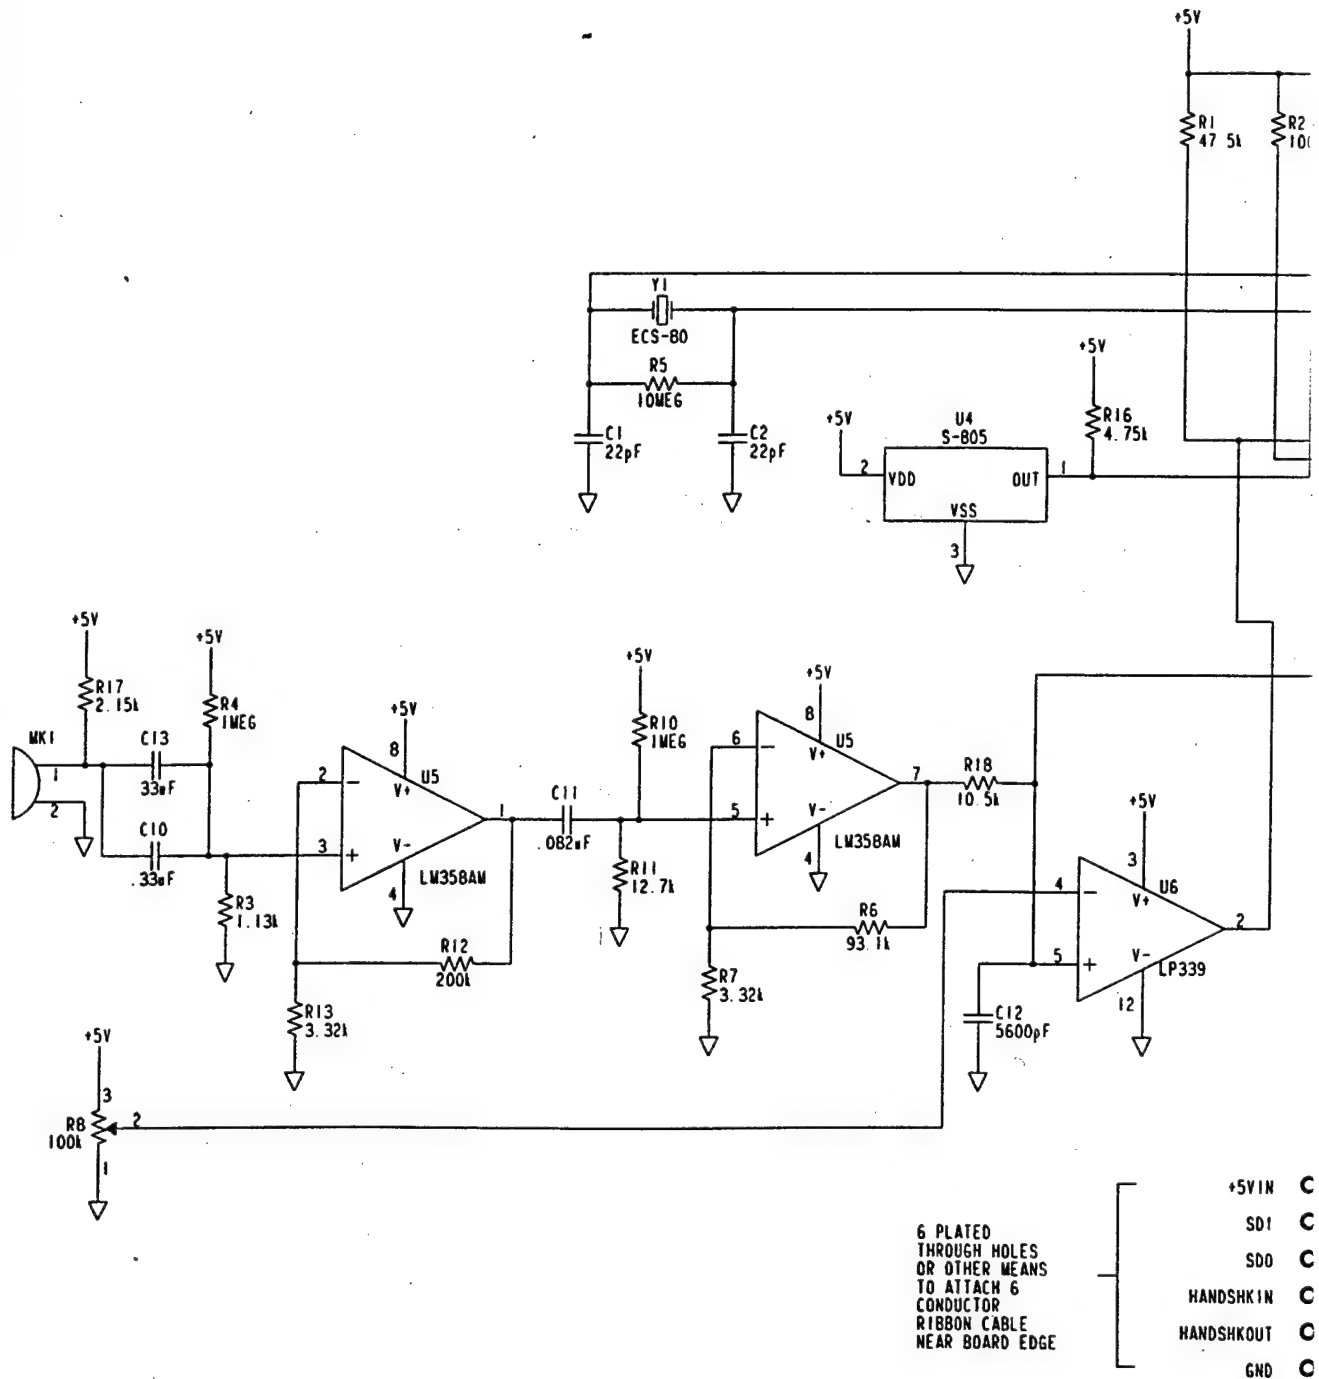 +5V
R1
47 5k
R2
Y1
ECS-80
R5
10MEG
C1
22pF
C2
22pF
+5V
U4
S-805
2
VDD
OUT
1
VSS
3
+5V
R16
4.75k
+5V
R17
2.15k
+5V
R4
1MEG
MK1
1
2
C13
C10
R3
1.13k
+5V
8
2
V+
U5
1
3
V-
4
LM358AM
R12
200k
R13
3.32k
C11
+5V
R10
1MEG
R11
12.7k
+5V
8
6
V+
U5
7
5
V-
4
LM358AM
R6
93.1k
R7
3.32k
R18
10.5k
+5V
3
4
V+
U6
2
5
V-
LP339
12
C12
5600pF
+5V
3
R8
100k
2
1
6 PLATED
THROUGH HOLES
OR OTHER MEANS
TO ATTACH 6
CONDUCTOR
RIBBON CABLE
NEAR BOARD EDGE
+5VIN
SDI
SDO
HANDSHKIN
HANDSHKOUT
GND